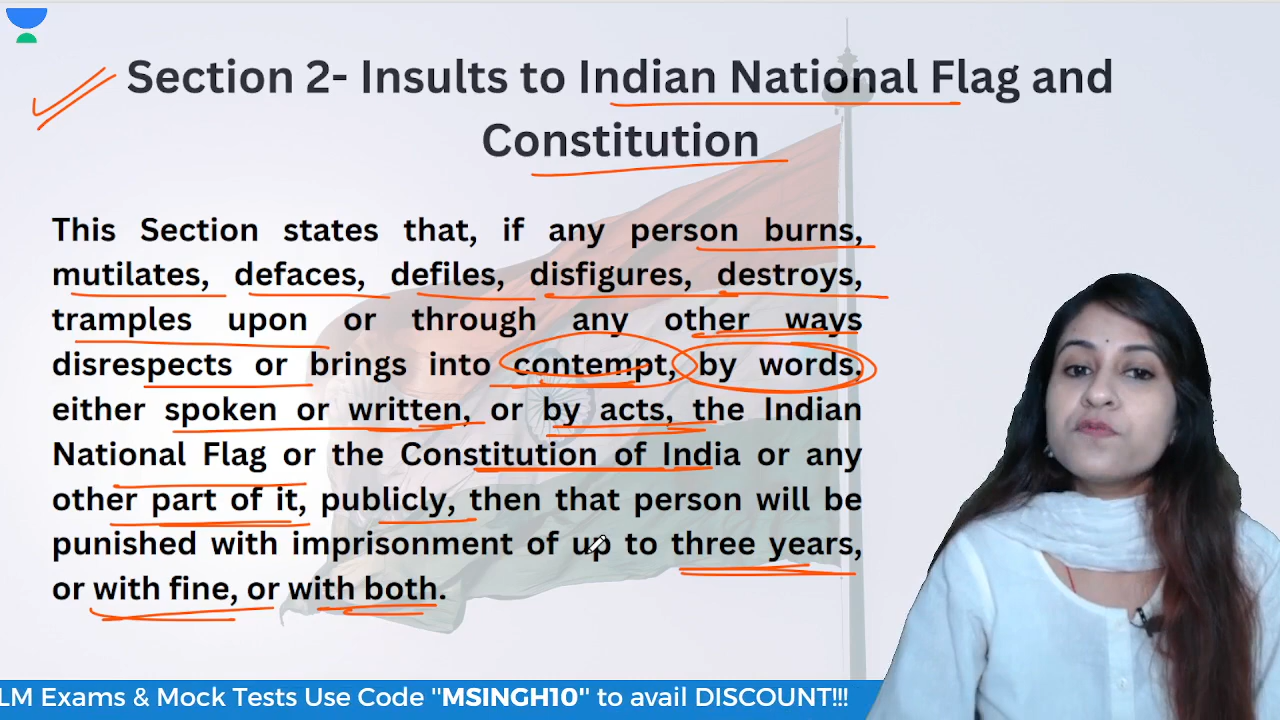 Section 2- Insults to Indian National Flag and
Constitution
This Section states that, if any person burns,
mutilates, defaces, defiles, disfigures, destroys,
tramples upon or through any other ways
disrespects or brings into contempt, by words,
either spoken or written, or by acts, the Indian
National Flag or the Constitution of India or any
other part of it, publicly, then that person will be
punished with imprisonment of up to three years,
or with fine, or with both.
LM Exams & Mock Tests Use Code "MSINGH10" to avail DISCOUNT!!!